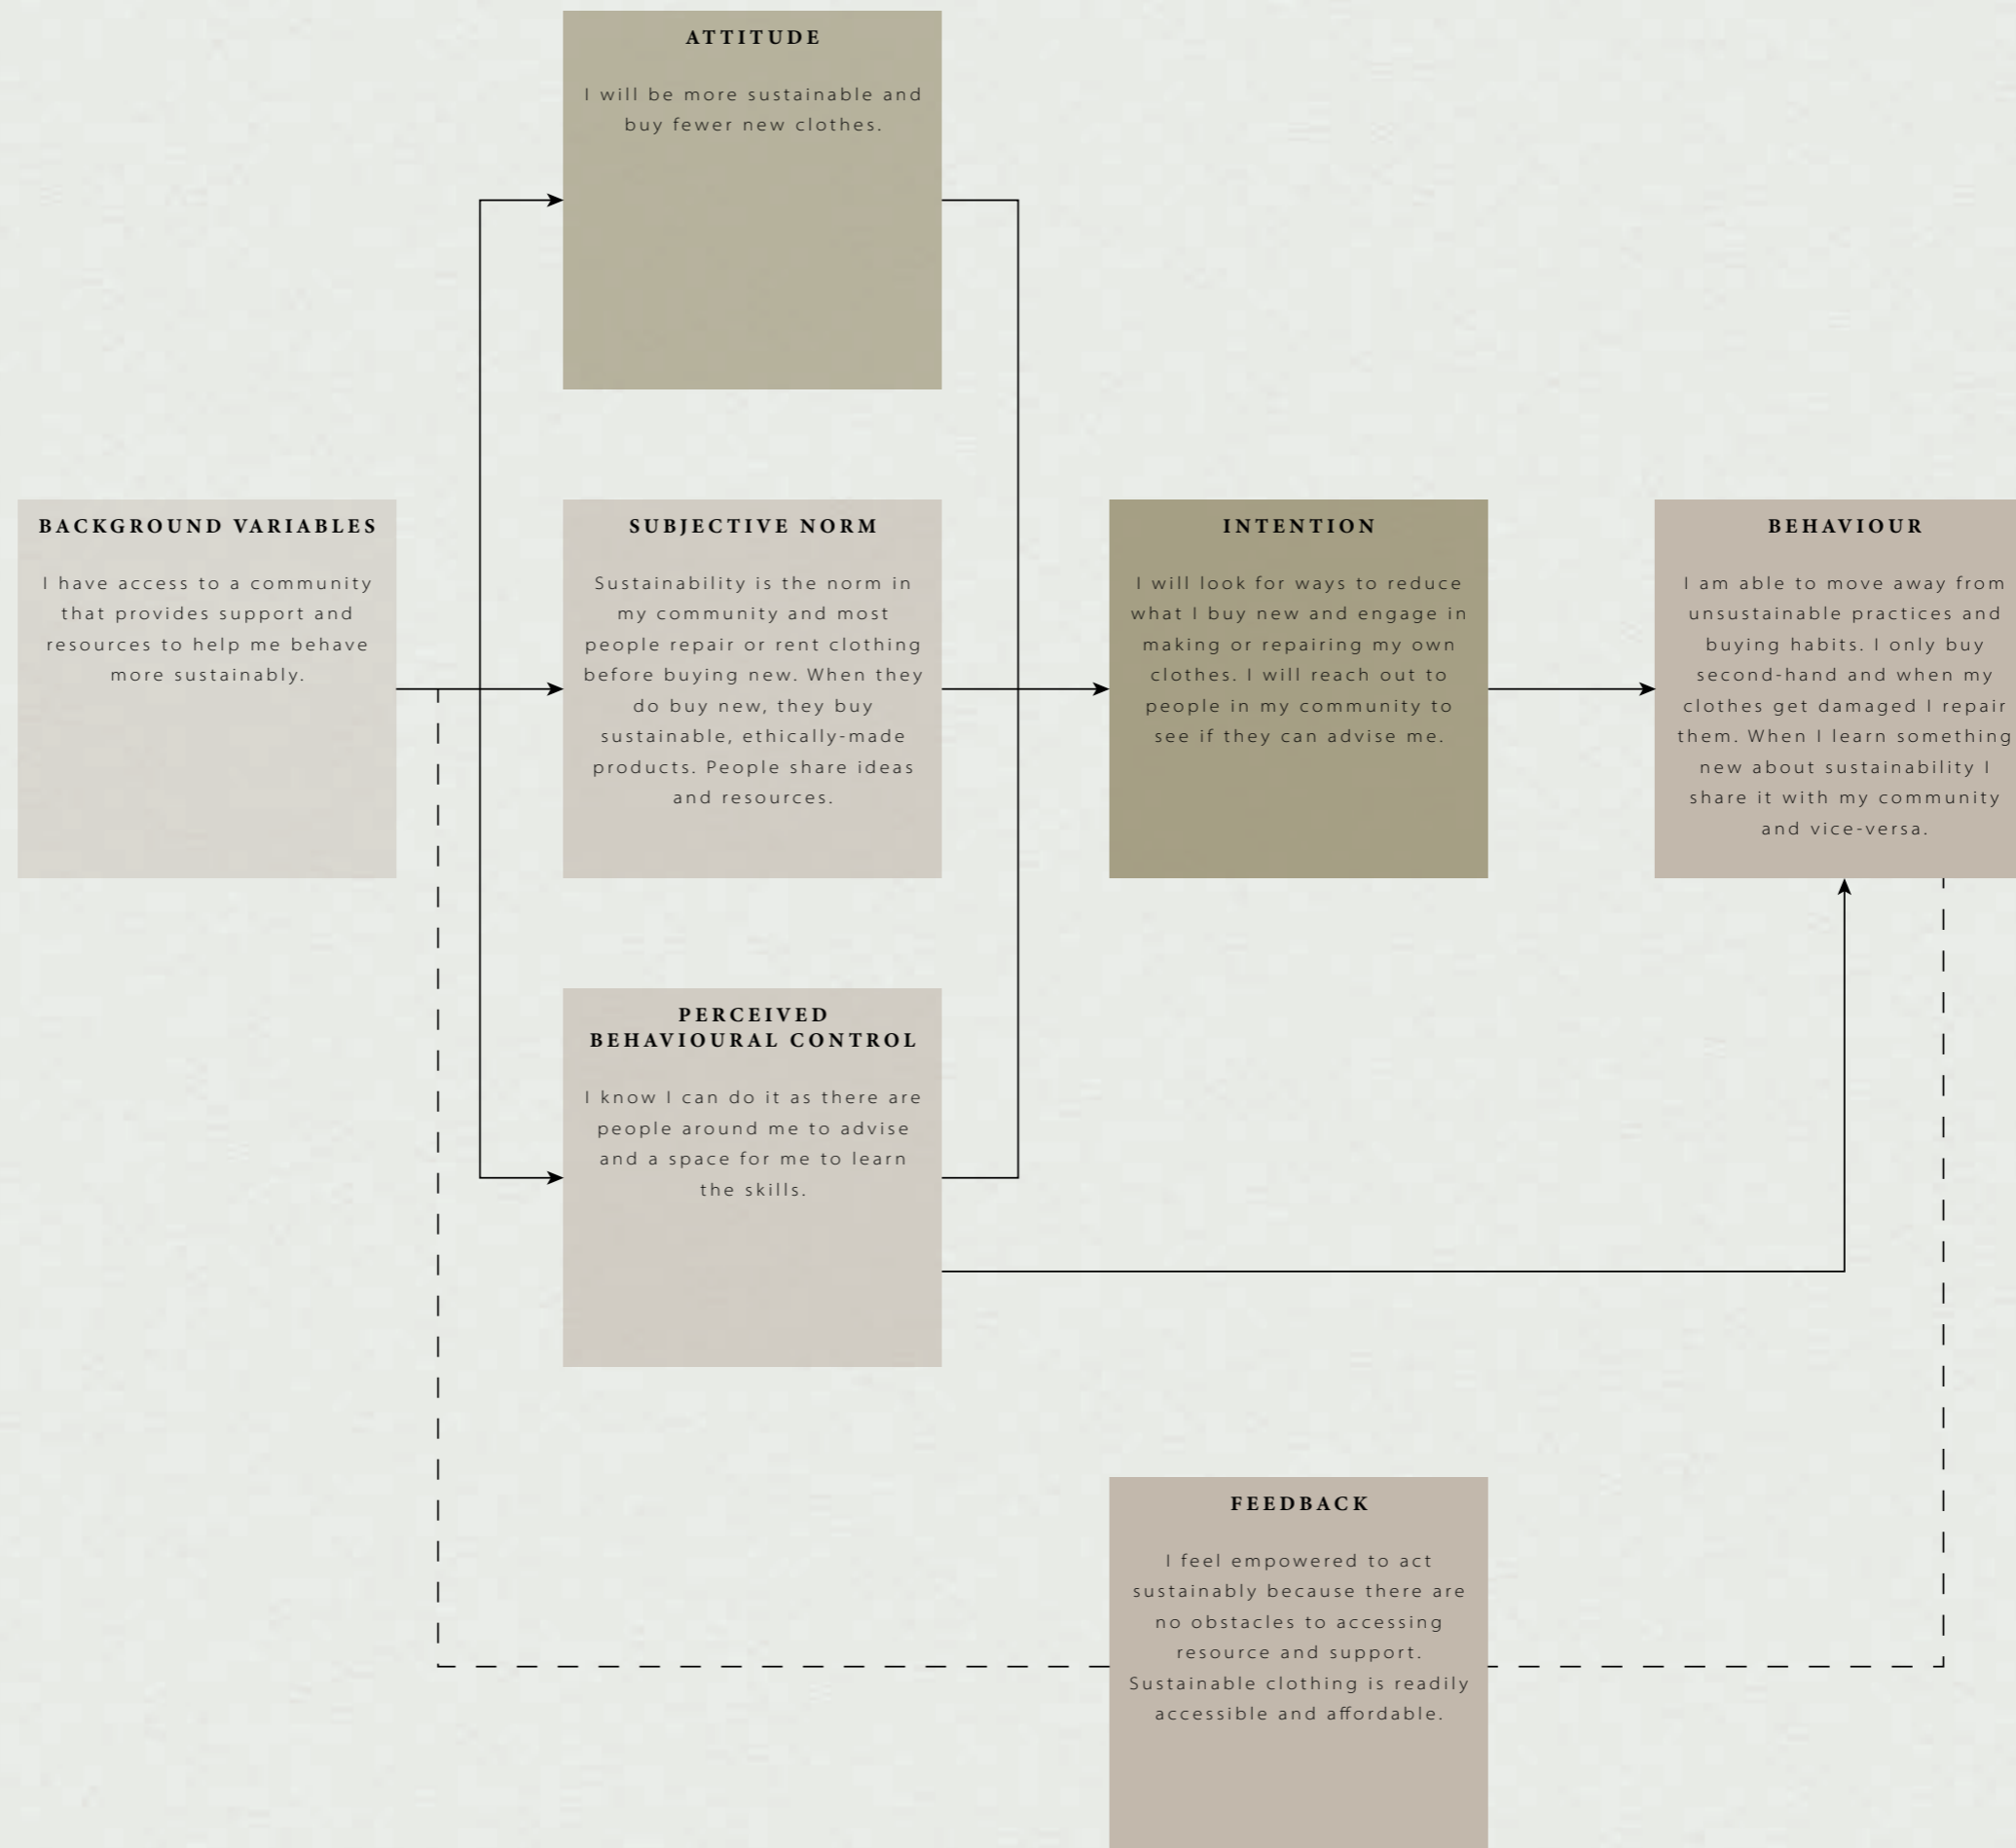 ATTITUDE
I will be more sustainable and
buy fewer new clothes.
BACKGROUND VARIABLES
I have access to a community
that provides support and
resources to help me behave
more sustainably.
SUBJECTIVE NORM
Sustainability is the norm in
my community and most
people repair or rent clothing
before buying new. When they
do buy new, they buy
sustainable, ethically-made
products. People share ideas
and resources.
INTENTION
I will look for ways to reduce
what I buy new and engage in
making or repairing my own
clothes. I will reach out to
people in my community to
see if they can advise me.
BEHAVIOUR
I am able to move away from
unsustainable practices and
buying habits. I only buy
second-hand and when my
clothes get damaged I repair
them. When I learn something
new about sustainability I
share it with my community
and vice-versa.
PERCEIVED
BEHAVIOURAL CONTROL
I know I can do it as there are
people around me to advise
and a space for me to learn
the skills.
FEEDBACK
I feel empowered to act
sustainably because there are
no obstacles to accessing
resource and support.
Sustainable clothing is readily
accessible and affordable.